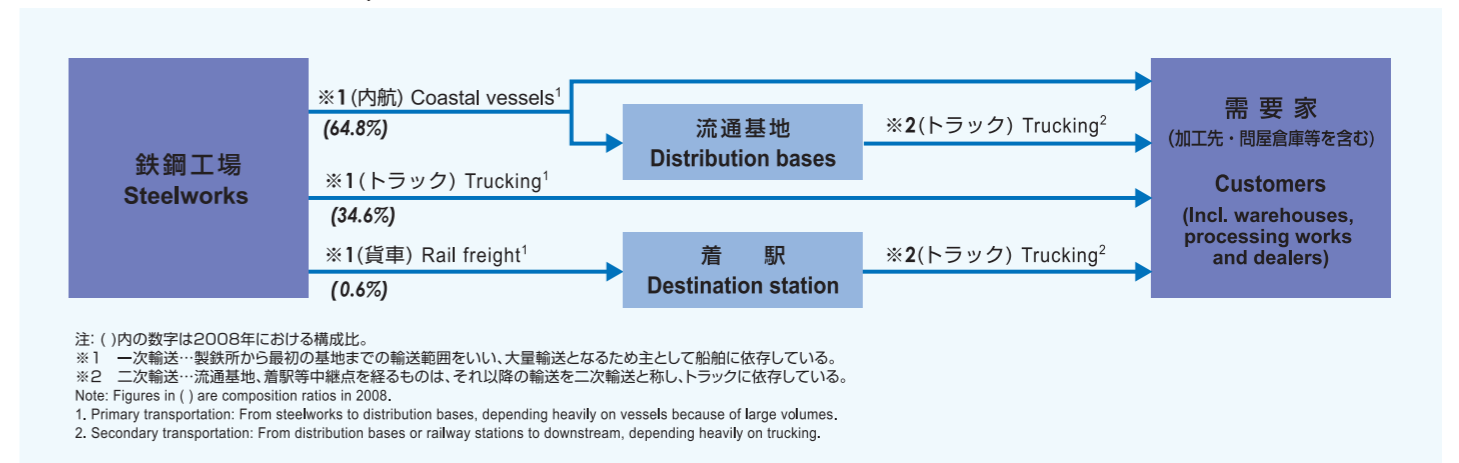 鉄鋼工場
Steelworks
※1(内航) Coastal vessels1
(64.8%)
流通基地
Distribution bases
※2(トラック) Trucking2
※1(トラック) Trucking1
(34.6%)
※1(貨車) Rail freight1
(0.6%)
着 駅
Destination station
※2(トラック) Trucking2
需要家
(加工先・問屋倉庫等を含む)
Customers
(Incl. warehouses,
processing works
and dealers)
注: ( )内の数字は2008年における構成比。
※1 一次輸送…製鉄所から最初の基地までの輸送範囲をいい、大量輸送となるため主として船舶に依存している。
※2 二次輸送…流通基地、着駅等中継点を経るものは、それ以降の輸送を二次輸送と称し、トラックに依存している。
Note: Figures in ( ) are composition ratios in 2008.
1. Primary transportation: From steelworks to distribution bases, depending heavily on vessels because of large volumes.
2. Secondary transportation: From distribution bases or railway stations to downstream, depending heavily on trucking.